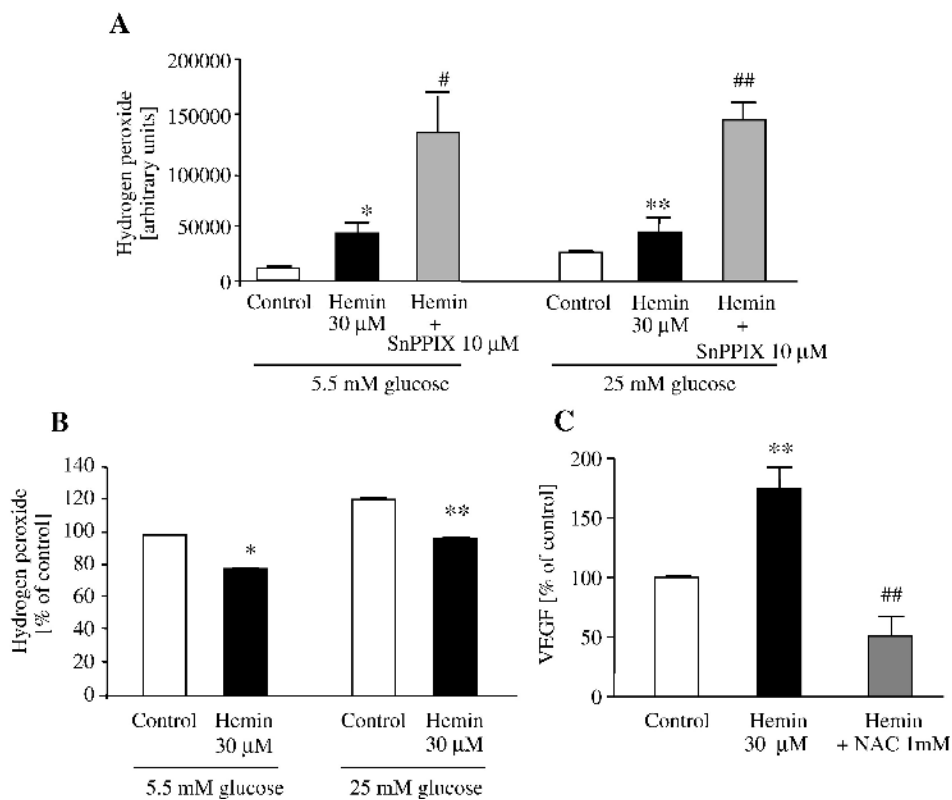 A
200000
150000
100000
50000
0
Hydrogen peroxide
[arbitrary units]
*
#
**
##
Control
Hemin
30 μM
Hemin
+
SnPPIX 10 μM
Control
Hemin
30 μM
Hemin
+
SnPPIX 10 μM
5.5 mM glucose
25 mM glucose
B
140
120
100
80
60
40
20
0
Hydrogen peroxide
[% of control]
*
**
Control
Hemin
30 μM
Control
Hemin
30 μM
5.5 mM glucose
25 mM glucose
C
200
150
100
50
0
VEGF [% of control]
**
##
Control
Hemin
30 μM
Hemin
+ NAC 1mM